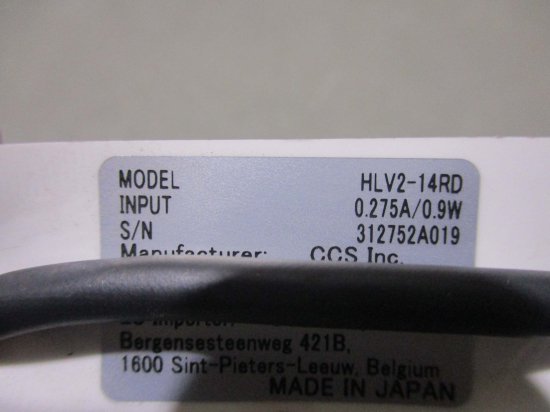 MODEL HLV2-14RD
INPUT 0.275A/0.9W
S/N 312752A019
Manufacturer: CCS Inc.
Bergensesteenweg 421B,
1600 Sint-Pieters-Leeuw, Belgium
MADE IN JAPAN